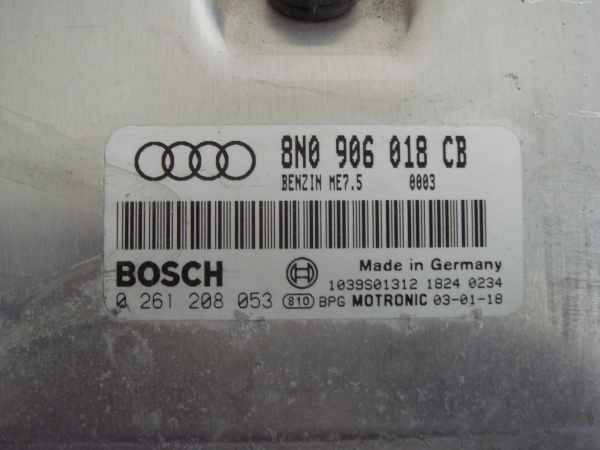 8N0 906 018 CB
BENZIN ME7.5 0003
BOSCH
Made in Germany
1039S01312 1824 0234
0 261 208 053 810 BPG MOTRONIC 03-01-18